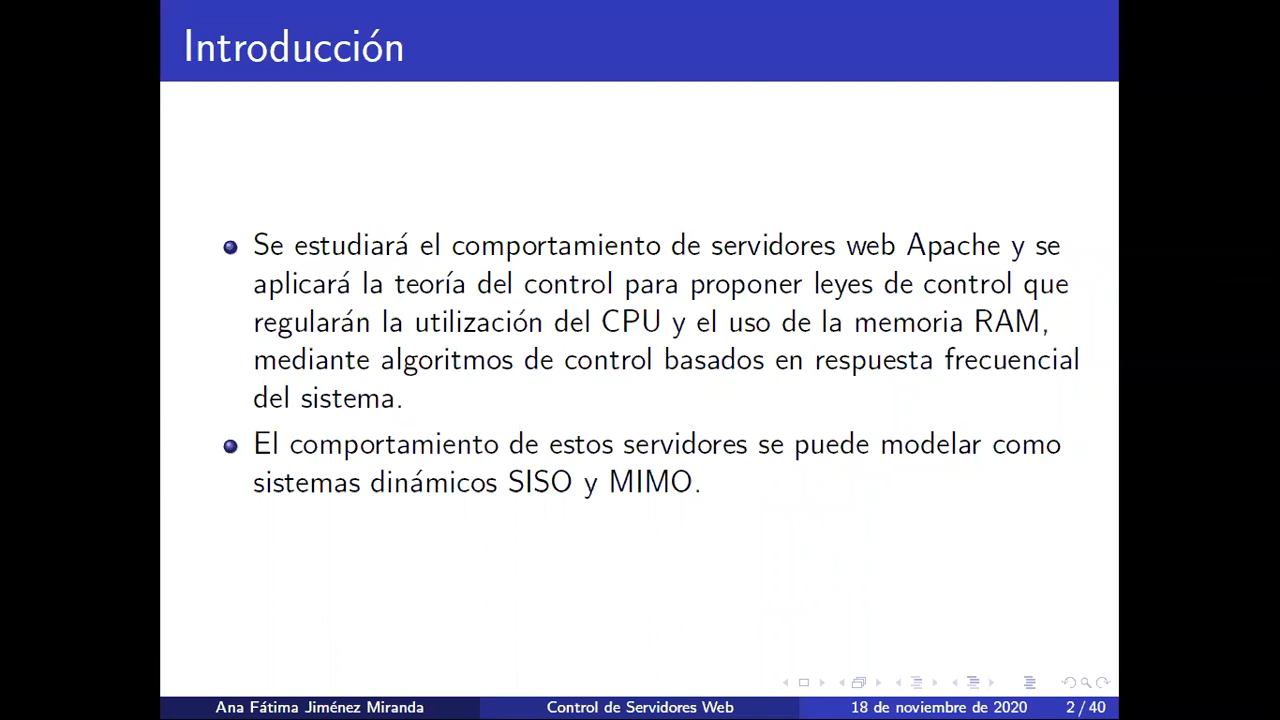 Introducción
Se estudiará el comportamiento de servidores web Apache y se
aplicará la teoría del control para proponer leyes de control que
regularán la utilización del CPU y el uso de la memoria RAM,
mediante algoritmos de control basados en respuesta frecuencial
del sistema.
El comportamiento de estos servidores se puede modelar como
sistemas dinámicos SISO y MIMO.
Ana Fátima Jiménez Miranda
Control de Servidores Web
18 de noviembre de 2020
2 / 40